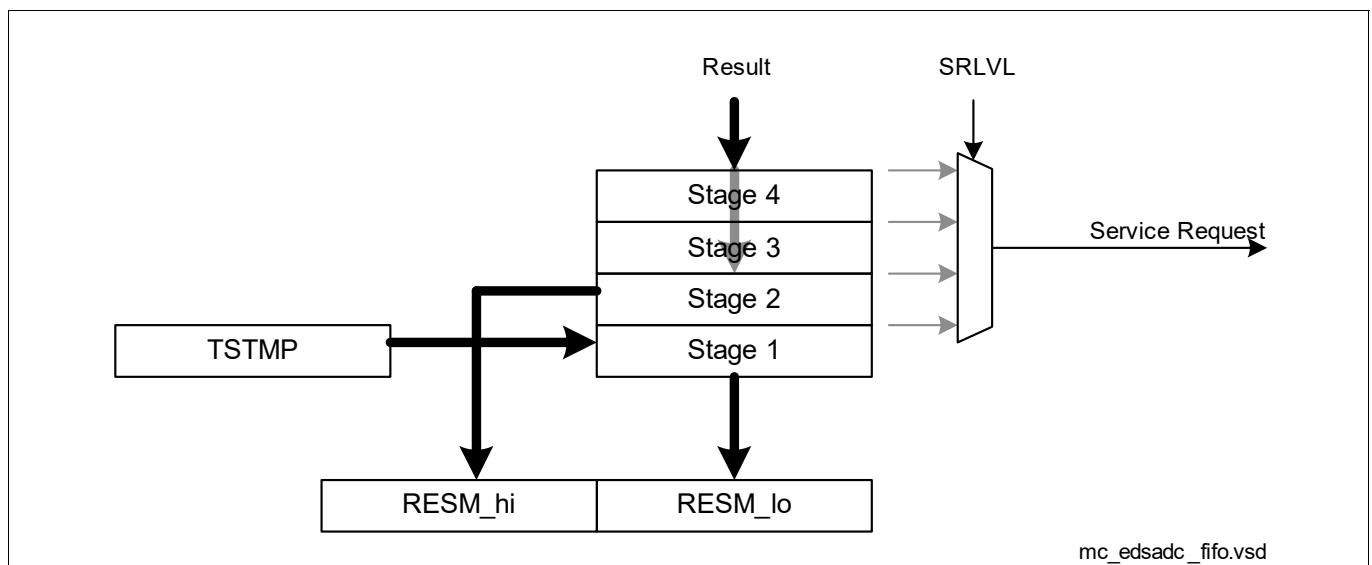 Result
SRLVL
Stage 4
Stage 3
Service Request
Stage 2
TSTMP
Stage 1
RESM_hi
RESM_lo
mc_edsadc_fifo.vsd